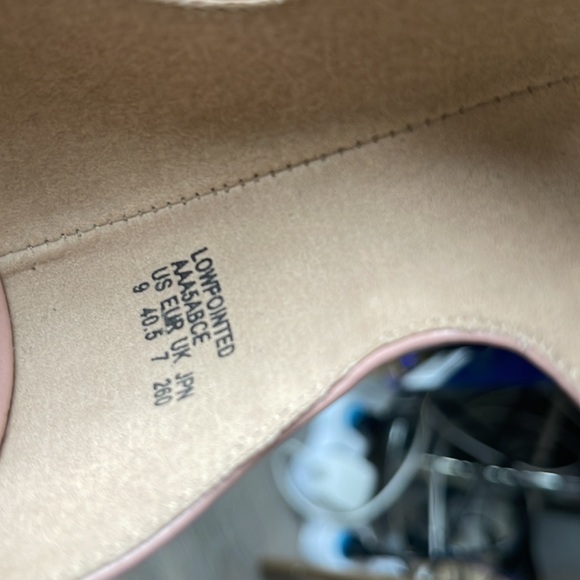 LOWPOINTED
AAA5ABCE
US EUR UK JPN
9 40.5 7 260